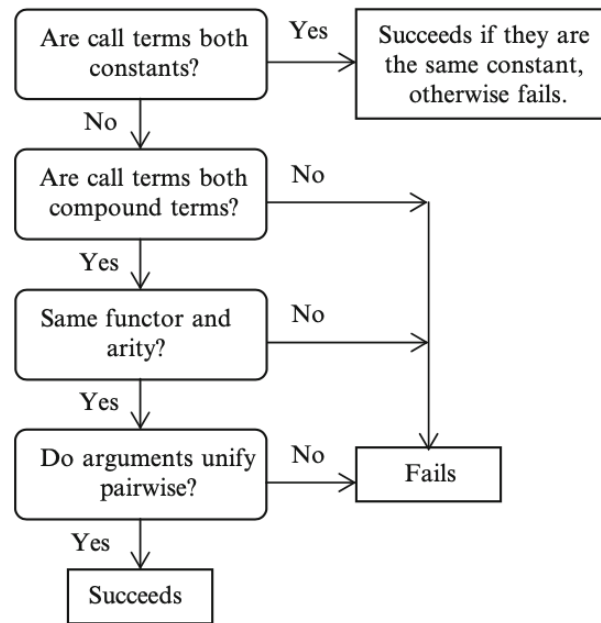 Are call terms both
constants?
Yes
Succeeds if they are
the same constant,
otherwise fails.
No
Are call terms both
compound terms?
No
Yes
Same functor and
arity?
No
Yes
Do arguments unify
pairwise?
No
Fails
Yes
Succeeds